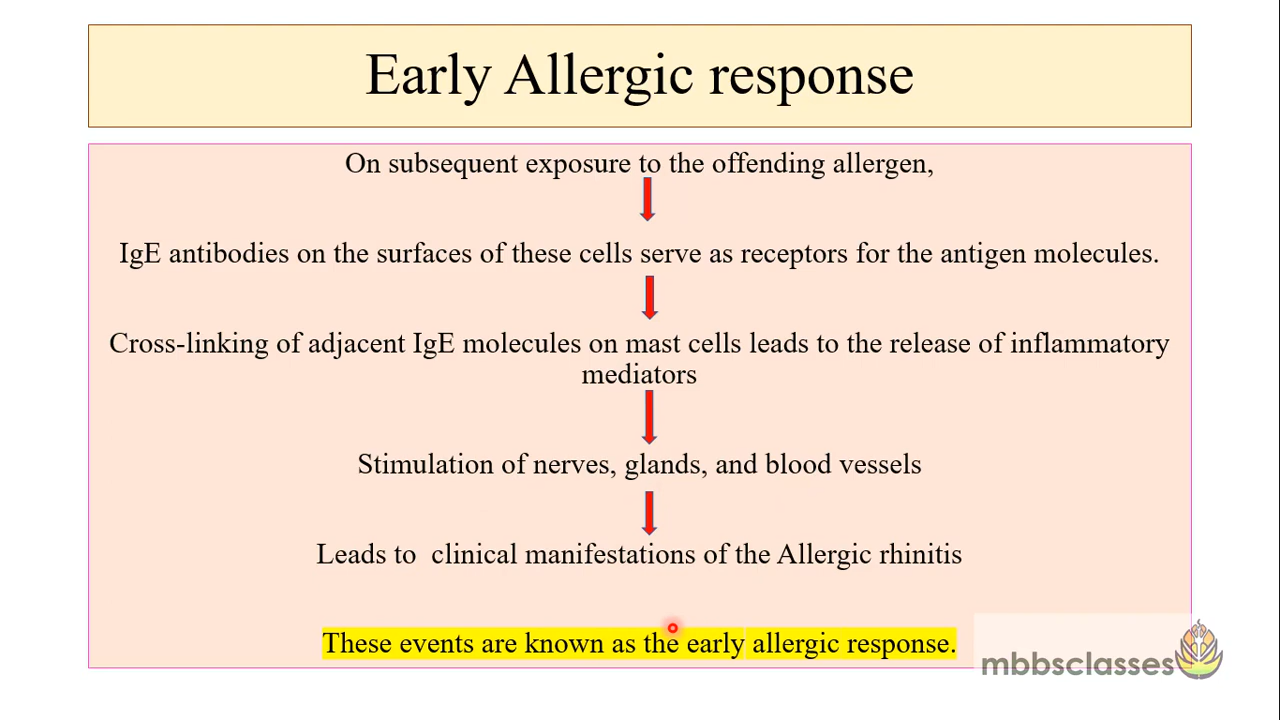 Early Allergic response
On subsequent exposure to the offending allergen,
IgE antibodies on the surfaces of these cells serve as receptors for the antigen molecules.
Cross-linking of adjacent IgE molecules on mast cells leads to the release of inflammatory
mediators
Stimulation of nerves, glands, and blood vessels
Leads to  clinical manifestations of the Allergic rhinitis
These events are known as the early allergic response.
mbbsclasses